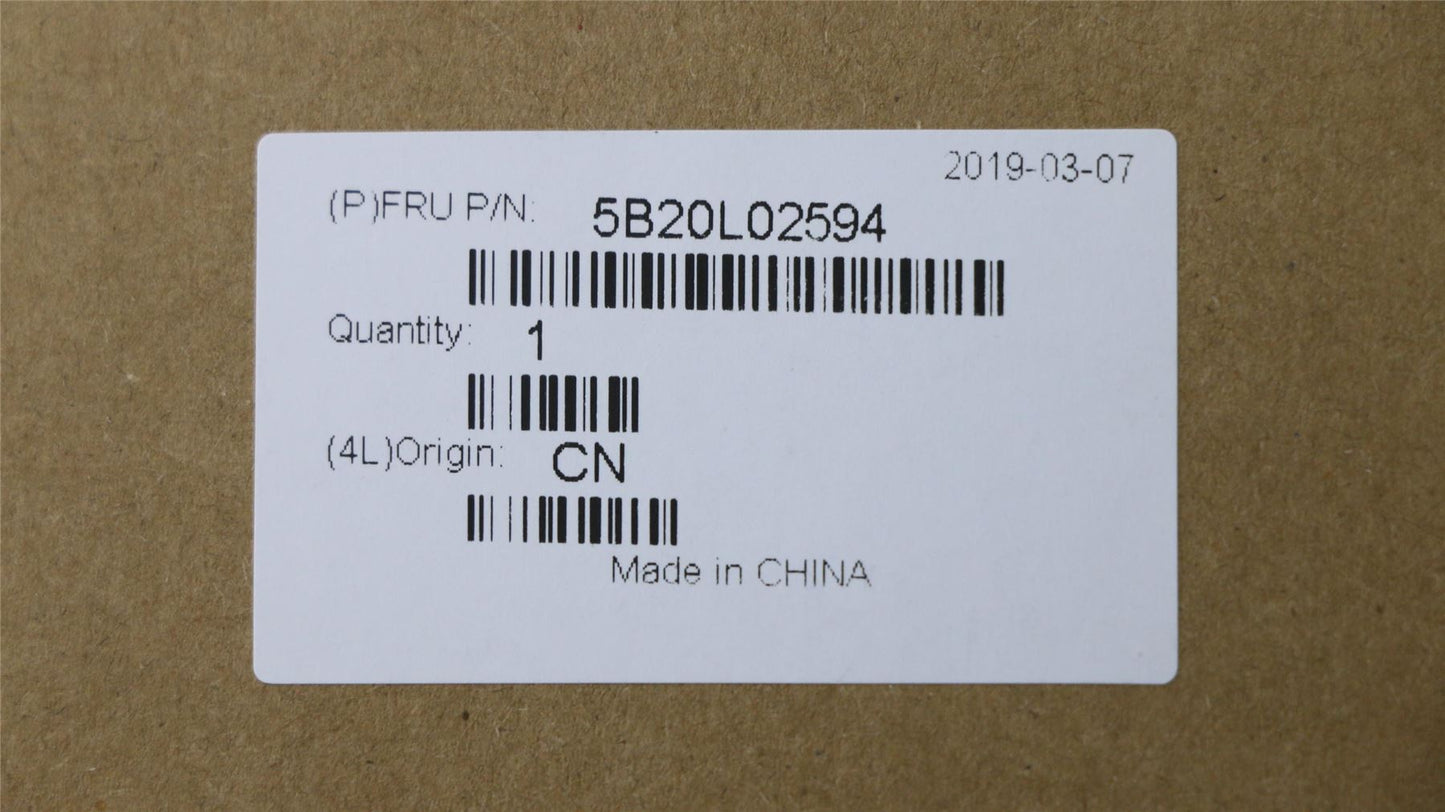 2019-03-07
(P)FRU P/N: 5B20L02594
Quantity: 1
(4L)Origin: CN
Made in CHINA